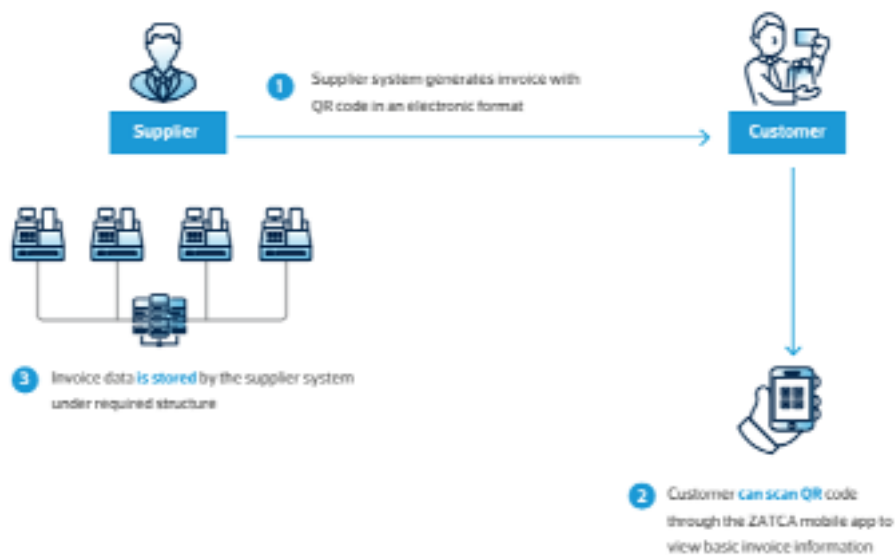 1 Supplier system generates invoice with
QR code in an electronic format
Supplier
Customer
3 Invoice data is stored by the supplier system
under required structure
2 Customer can scan QR code
through the ZATCA mobile app to
view basic invoice information